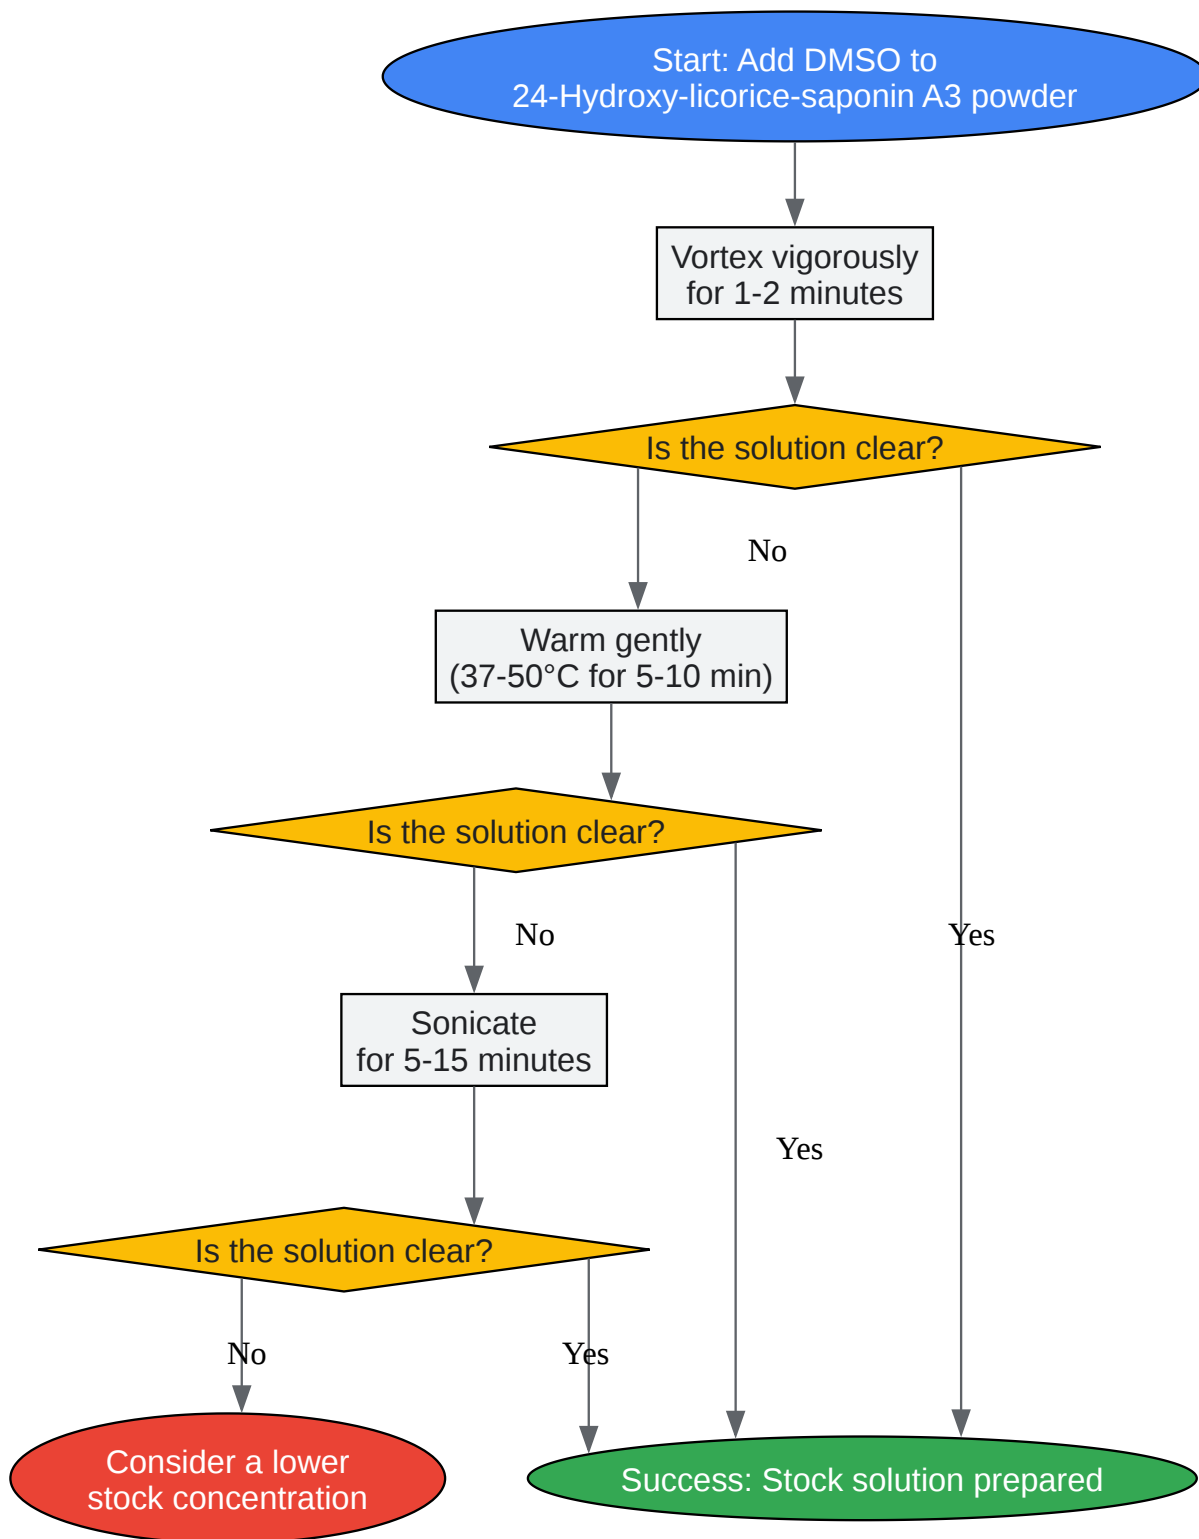 Start: Add DMSO to
24-Hydroxy-licorice-saponin A3 powder
Vortex vigorously
for 1-2 minutes
Is the solution clear?
No
Warm gently
(37-50°C for 5-10 min)
Is the solution clear?
No
Yes
Sonicate
for 5-15 minutes
Yes
Is the solution clear?
No
Yes
Consider a lower
stock concentration
Success: Stock solution prepared